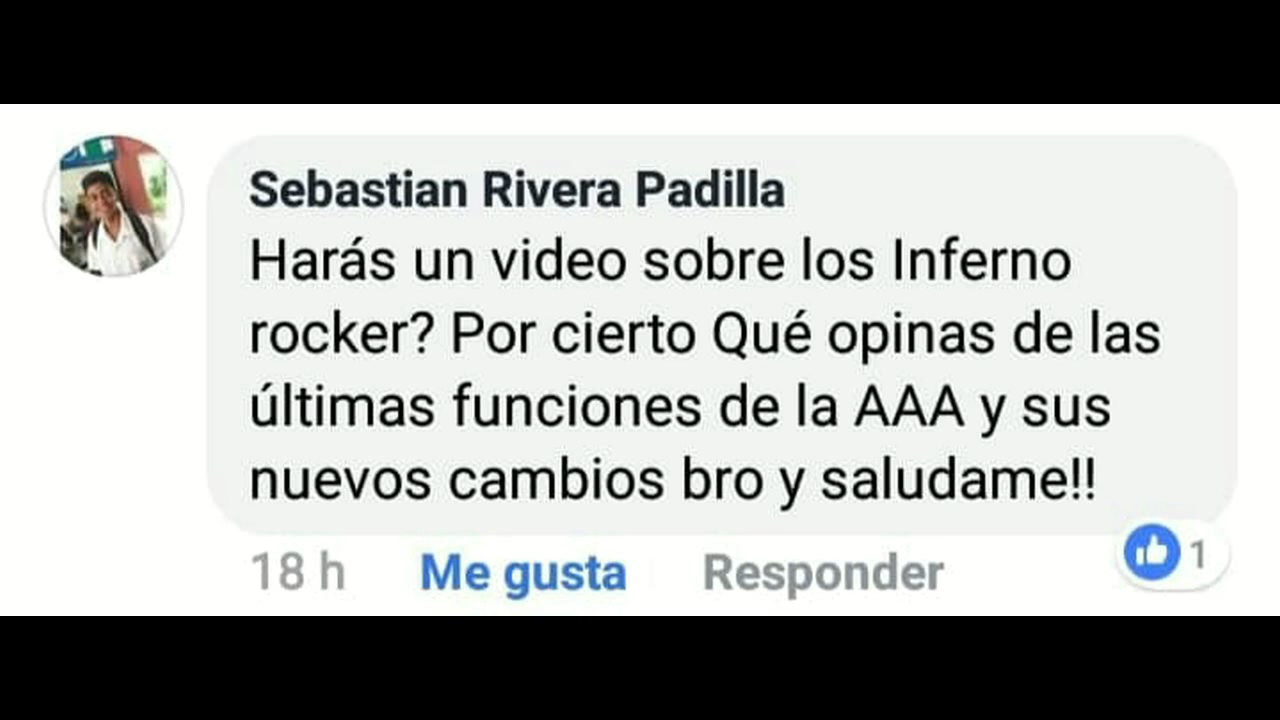 Sebastian Rivera Padilla
Harás un video sobre los Inferno
rocker? Por cierto Qué opinas de las
últimas funciones de la AAA y sus
nuevos cambios bro y saludame!!
18 h Me gusta Responder 1